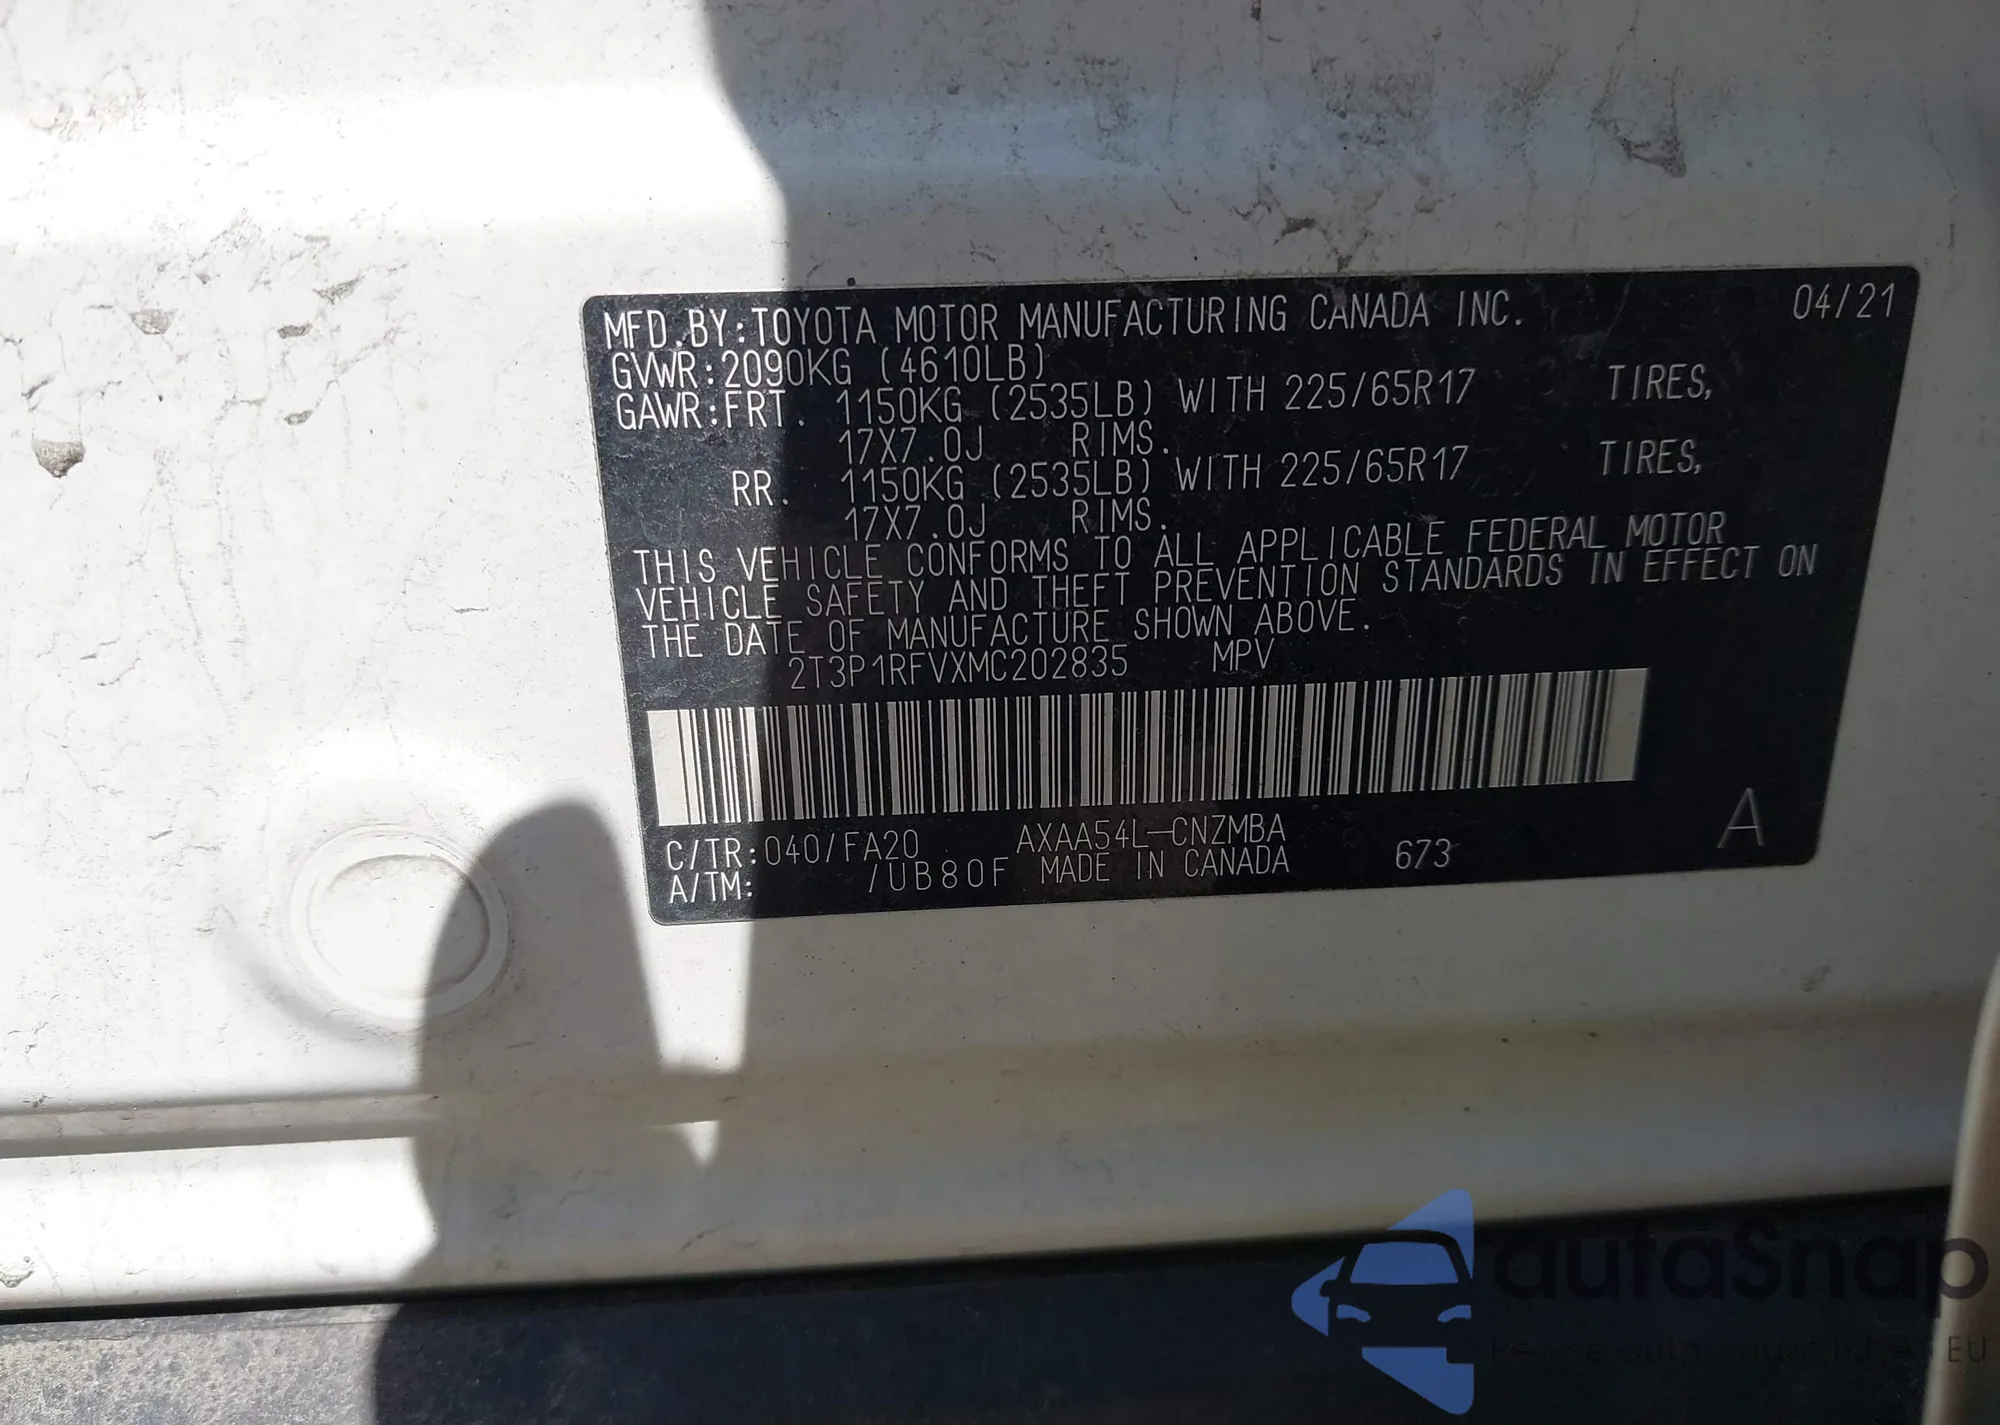 MFD.BY:TOYOTA MOTOR MANUFACTURING CANADA INC. 04/21
GVWR:2090KG (4610LB)
GAWR:FRT. 1150KG (2535LB) WITH 225/65R17 TIRES,
17X7.0J RIMS.
RR. 1150KG (2535LB) WITH 225/65R17 TIRES,
17X7.0J RIMS.
THIS VEHICLE CONFORMS TO ALL APPLICABLE FEDERAL MOTOR
VEHICLE SAFETY AND THEFT PREVENTION STANDARDS IN EFFECT ON
THE DATE OF MANUFACTURE SHOWN ABOVE.
2T3P1RFVXMC202835 MPV
C/TR:040/FA20 AXAA54L-CNZMBA 673 A
A/TM: /UB80F MADE IN CANADA
autoSnap
EU